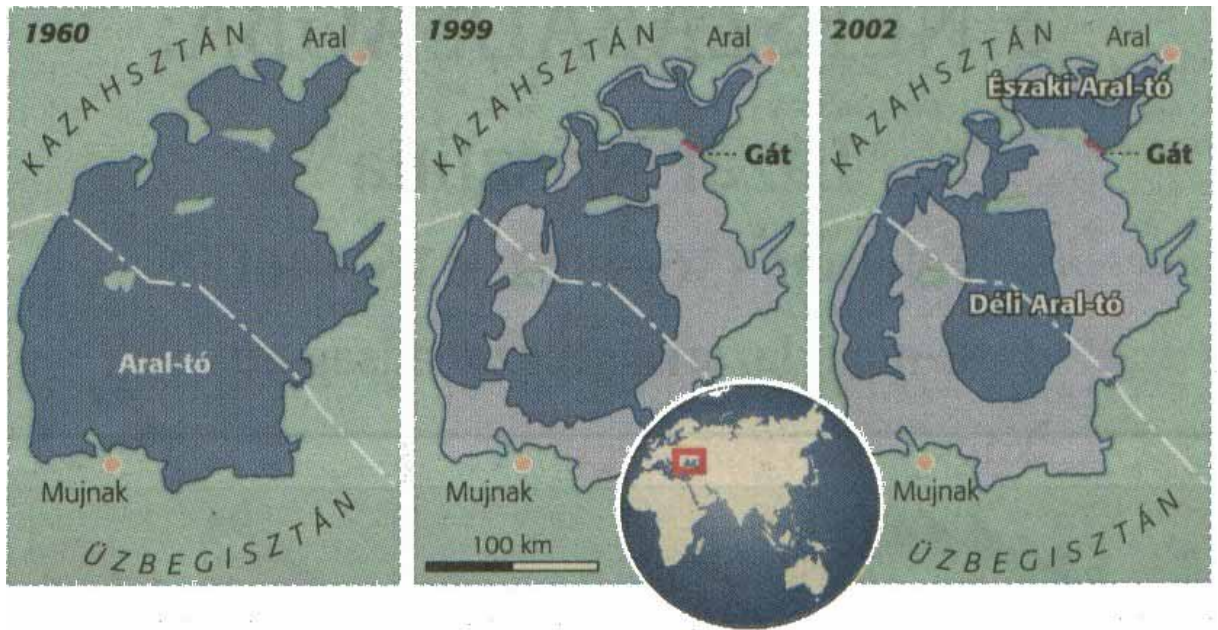 1960
KAZAHSZTÁN
Aral
Aral-tó
Mujnak
ÜZBEGISZTÁN
1999
KAZAHSZTÁN
Aral
Gát
Mujnak
100 km
2002
KAZAHSZTÁN
Aral
Északi Aral-tó
Gát
Déli Aral-tó
Mujnak
ÜZBEGISZTÁN